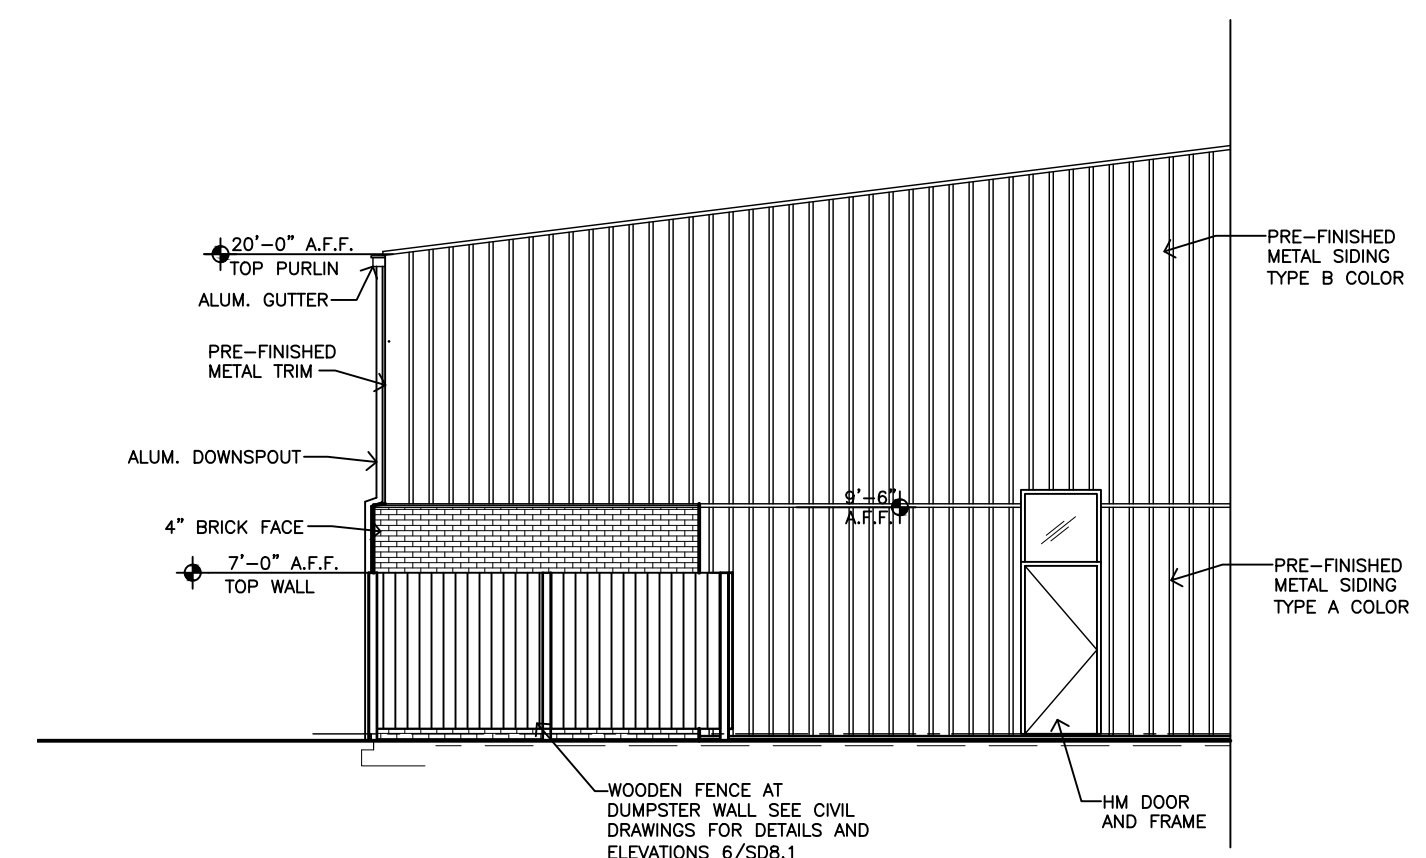 PRE-FINISHED
METAL SIDING
TYPE B COLOR
20'-0" A.F.F.
TOP PURLIN
ALUM. GUTTER
PRE-FINISHED
METAL TRIM
ALUM. DOWNSPOUT
9'-6"
A.F.F.
4" BRICK FACE
7'-0" A.F.F.
TOP WALL
PRE-FINISHED
METAL SIDING
TYPE A COLOR
WOODEN FENCE AT
DUMPSTER WALL SEE CIVIL
DRAWINGS FOR DETAILS AND
ELEVATIONS 6/SD8.1
HM DOOR
AND FRAME